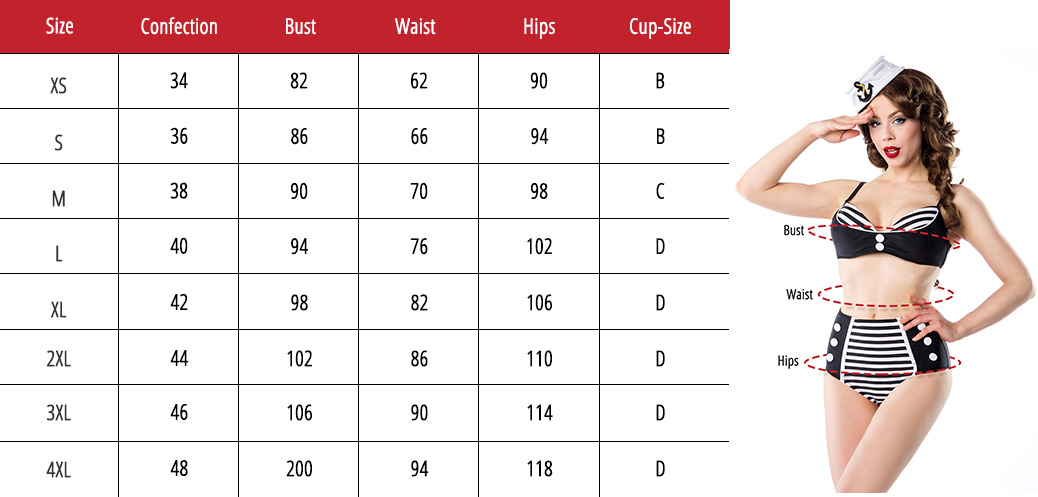 Size Confection Bust Waist Hips Cup-Size
XS 34 82 62 90 B
S 36 86 66 94 B
M 38 90 70 98 C
L 40 94 76 102 D
XL 42 98 82 106 D
2XL 44 102 86 110 D
3XL 46 106 90 114 D
4XL 48 200 94 118 D
Bust
Waist
Hips